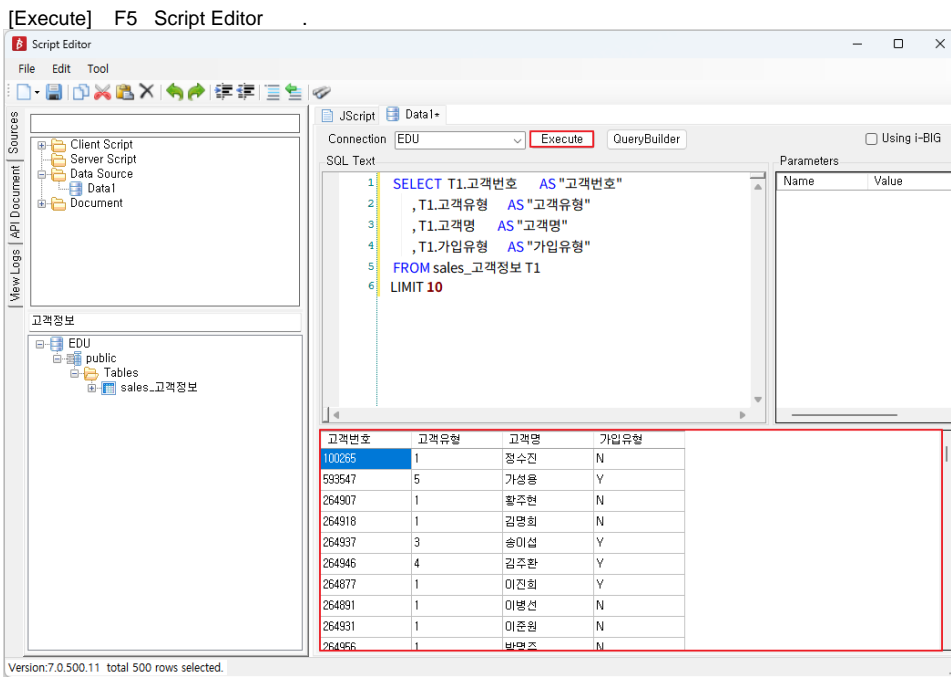 [Execute] F5 Script Editor .
Script Editor
File Edit Tool
Sources
API Document
View Logs
Client Script
Server Script
Data Source
Data1
Document
고객정보
EDU
public
Tables
sales_고객정보
JScript Data1*
Connection EDU Execute QueryBuilder Using i-BIG
SQL Text
1 SELECT T1.고객번호 AS "고객번호"
2 , T1.고객유형 AS "고객유형"
3 , T1.고객명 AS "고객명"
4 , T1.가입유형 AS "가입유형"
5 FROM sales_고객정보 T1
6 LIMIT 10
Parameters
Name Value
고객번호 고객유형 고객명 가입유형
100265 1 정수진 N
593547 5 가성용 Y
264907 1 황주현 N
264918 1 김명희 N
264937 3 송미섭 Y
264946 4 김주환 Y
264877 1 이진희 Y
264891 1 이병선 N
264931 1 이준원 N
264956 1 N
Version:7.0.500.11 total 500 rows selected.